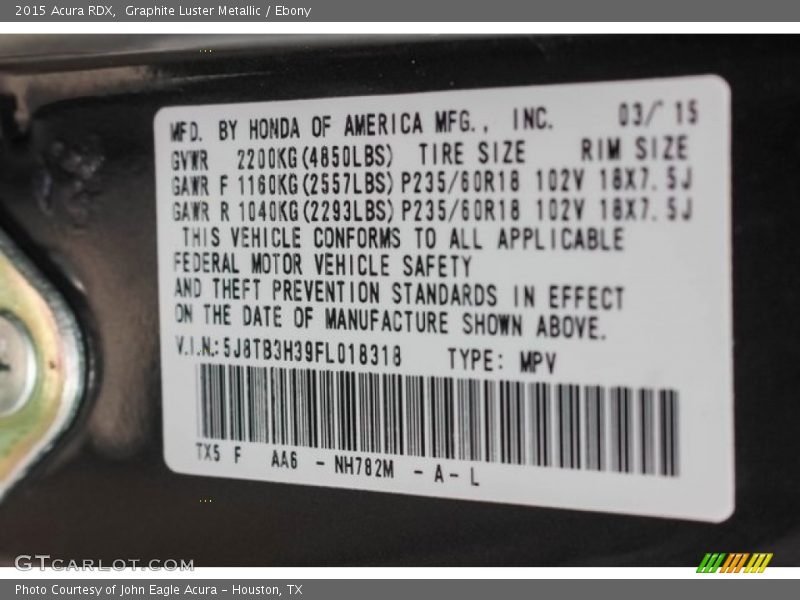 2015 Acura RDX,  Graphite Luster Metallic / Ebony
MFD. BY HONDA OF AMERICA MFG., INC. 03/ 15
GVWR 2200KG(4850LBS) TIRE SIZE RIM SIZE
GAWR F 1160KG(2557LBS) P235/60R18 102V 18X7.5J
GAWR R 1040KG(2293LBS) P235/60R18 102V 18X7.5J
THIS VEHICLE CONFORMS TO ALL APPLICABLE
FEDERAL MOTOR VEHICLE SAFETY
AND THEFT PREVENTION STANDARDS IN EFFECT
ON THE DATE OF MANUFACTURE SHOWN ABOVE.
V.I.N.:5J8TB3H39FL018318 TYPE: MPV
TX5 F AA6 - NH782M - A- L
GTCARLOT.COM
Photo Courtesy of John Eagle Acura - Houston, TX